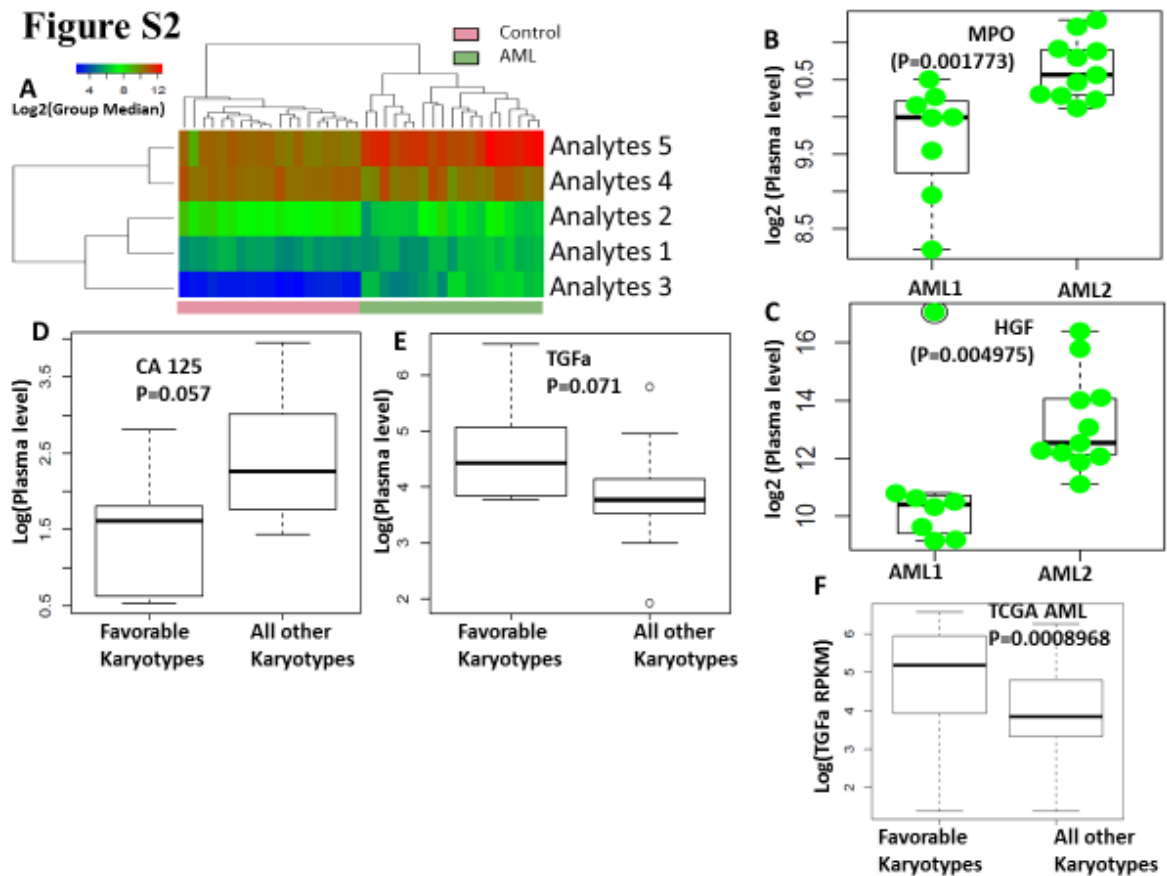 Figure S2
Control
AML
A
4 8 12
Log2(Group Median)
Analytes 5
Analytes 4
Analytes 2
Analytes 1
Analytes 3
B
MPO
(P=0.001773)
log2 (Plasma level)
10.5
9.5
8.5
AML1
AML2
C
HGF
(P=0.004975)
log2 (Plasma level)
16
14
12
10
AML1
AML2
D
CA 125
P=0.057
Log(Plasma level)
3.5
2.5
1.5
0.5
Favorable
Karyotypes
All other
Karyotypes
E
TGFa
P=0.071
Log(Plasma level)
6
5
4
3
2
Favorable
Karyotypes
All other
Karyotypes
F
TCGA AML
P=0.0008968
Log(TGFa RPKM)
6
5
4
3
2
Favorable
Karyotypes
All other
Karyotypes